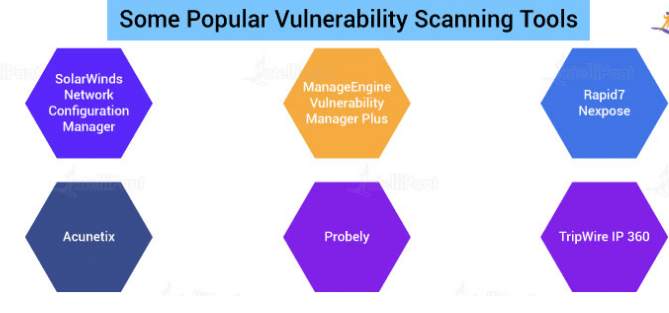 Some Popular Vulnerability Scanning Tools
SolarWinds
Network
Configuration
Manager
ManageEngine
Vulnerability
Manager Plus
Rapid7
Nexpose
Acunetix
Probely
TripWire IP 360